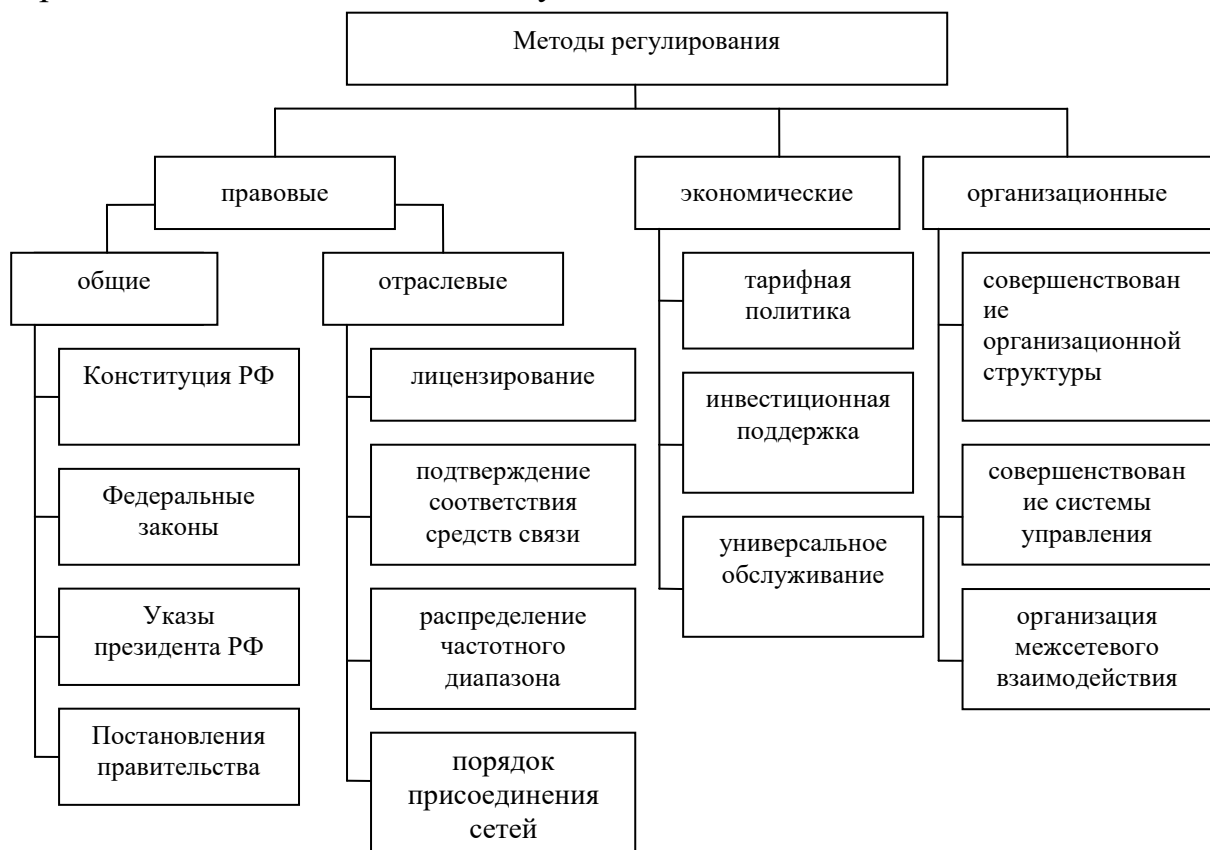 Методы регулирования
правовые
экономические
организационные
общие
отраслевые
Конституция РФ
Федеральные
законы
Указы
президента РФ
Постановления
правительства
лицензирование
подтверждение
соответствия
средств связи
распределение
частотного
диапазона
порядок
присоединения
сетей
тарифная
политика
инвестиционная
поддержка
универсальное
обслуживание
совершенствован
ие
организационной
структуры
совершенствован
ие системы
управления
организация
межсетевого
взаимодействия